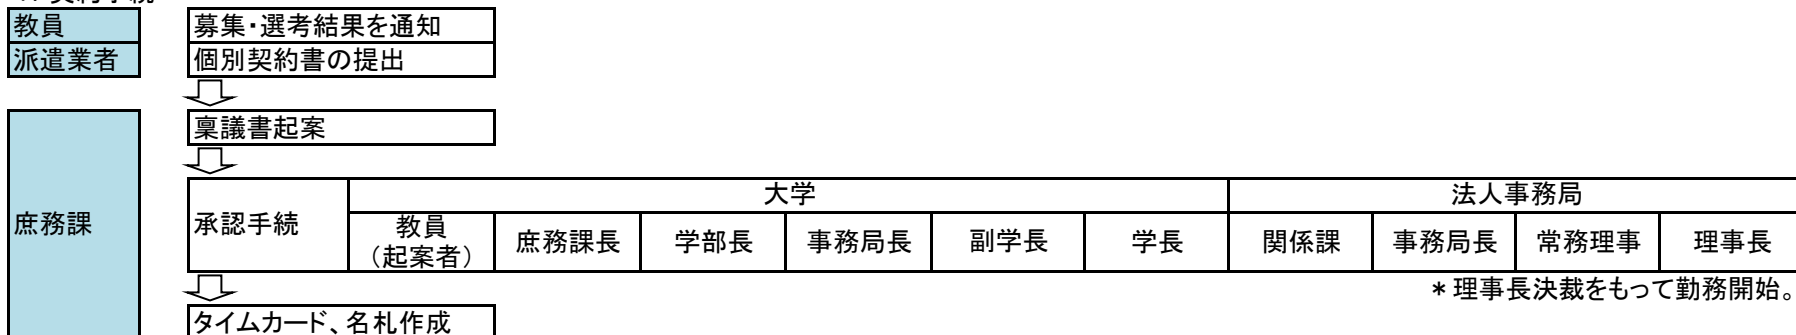 教員 募集・選考結果を通知
派遣業者 個別契約書の提出
稟議書起案
大学 法人事務局
庶務課 承認手続 教員（起案者） 庶務課長 学部長 事務局長 副学長 学長 関係課 事務局長 常務理事 理事長
＊理事長決裁をもって勤務開始。
タイムカード、名札作成